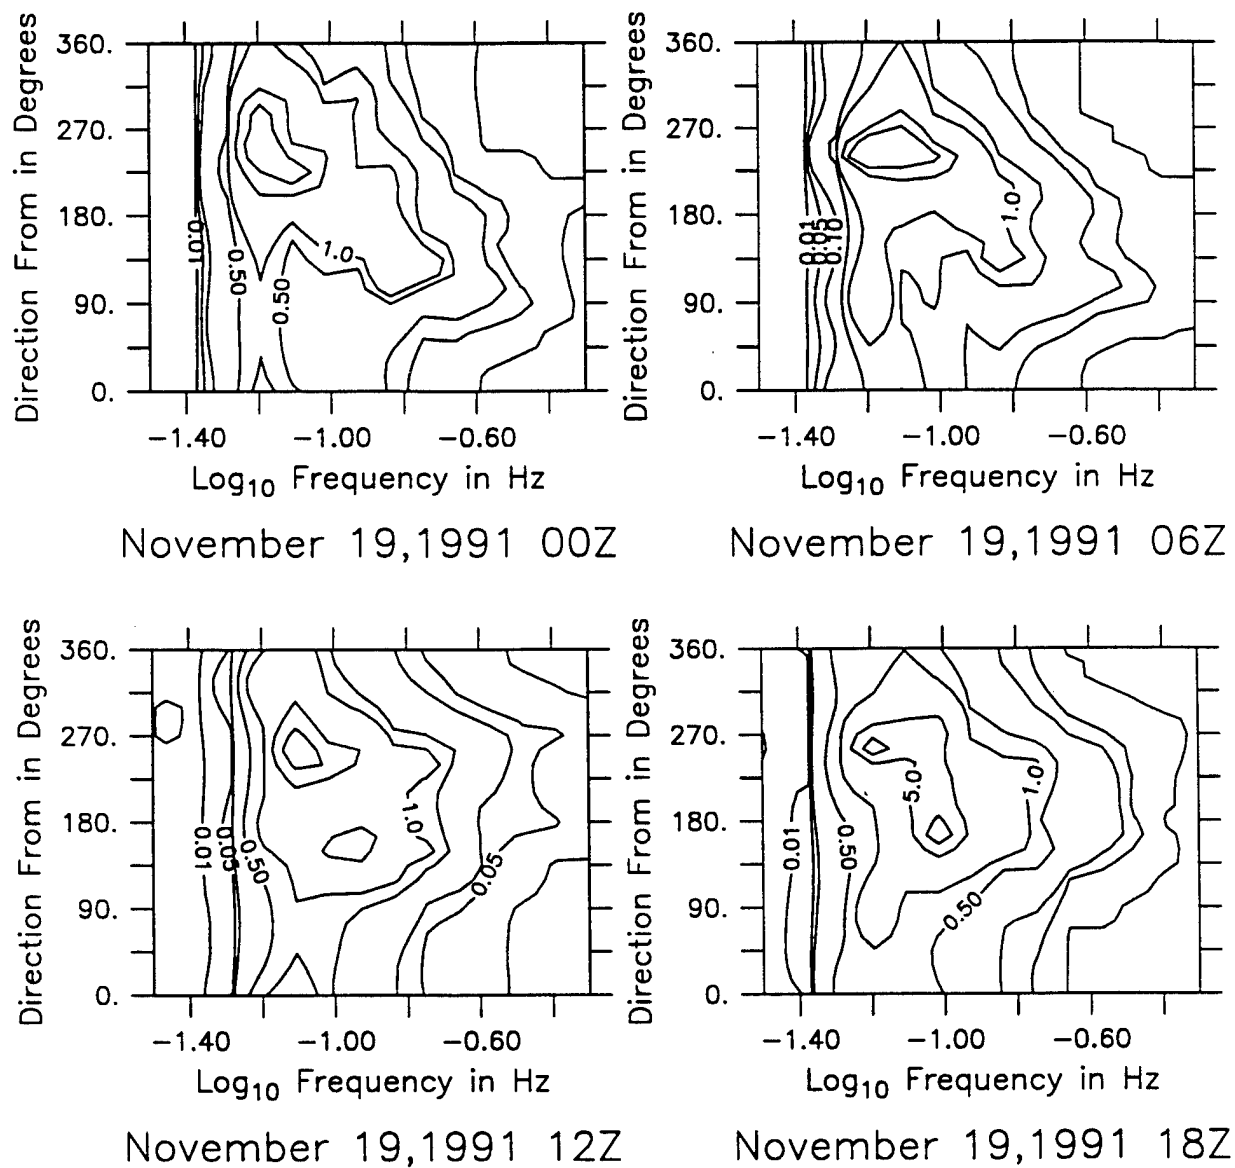 Direction From in Degrees
360.
270.
180.
90.
0.
0.01
0.50
0.50
1.0
−1.40 −1.00 −0.60
Log10 Frequency in Hz
November 19,1991 00Z
Direction From in Degrees
360.
270.
180.
90.
0.
0.01
0.05
0.10
1.0
−1.40 −1.00 −0.60
Log10 Frequency in Hz
November 19,1991 06Z
Direction From in Degrees
360.
270.
180.
90.
0.
0.01
0.05
0.50
1.0
0.05
−1.40 −1.00 −0.60
Log10 Frequency in Hz
November 19,1991 12Z
Direction From in Degrees
360.
270.
180.
90.
0.
0.01
0.50
5.0
1.0
0.50
−1.40 −1.00 −0.60
Log10 Frequency in Hz
November 19,1991 18Z